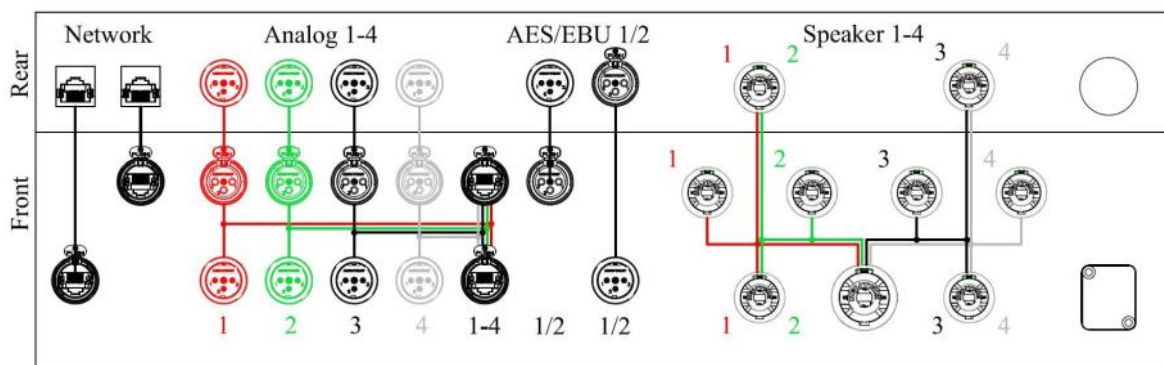 Network Analog 1-4 AES/EBU 1/2 Speaker 1-4
Rear
1 2 3 4
Front
1 2 3 4
1 2 3 4 1-4 1/2 1/2 1 2 3 4